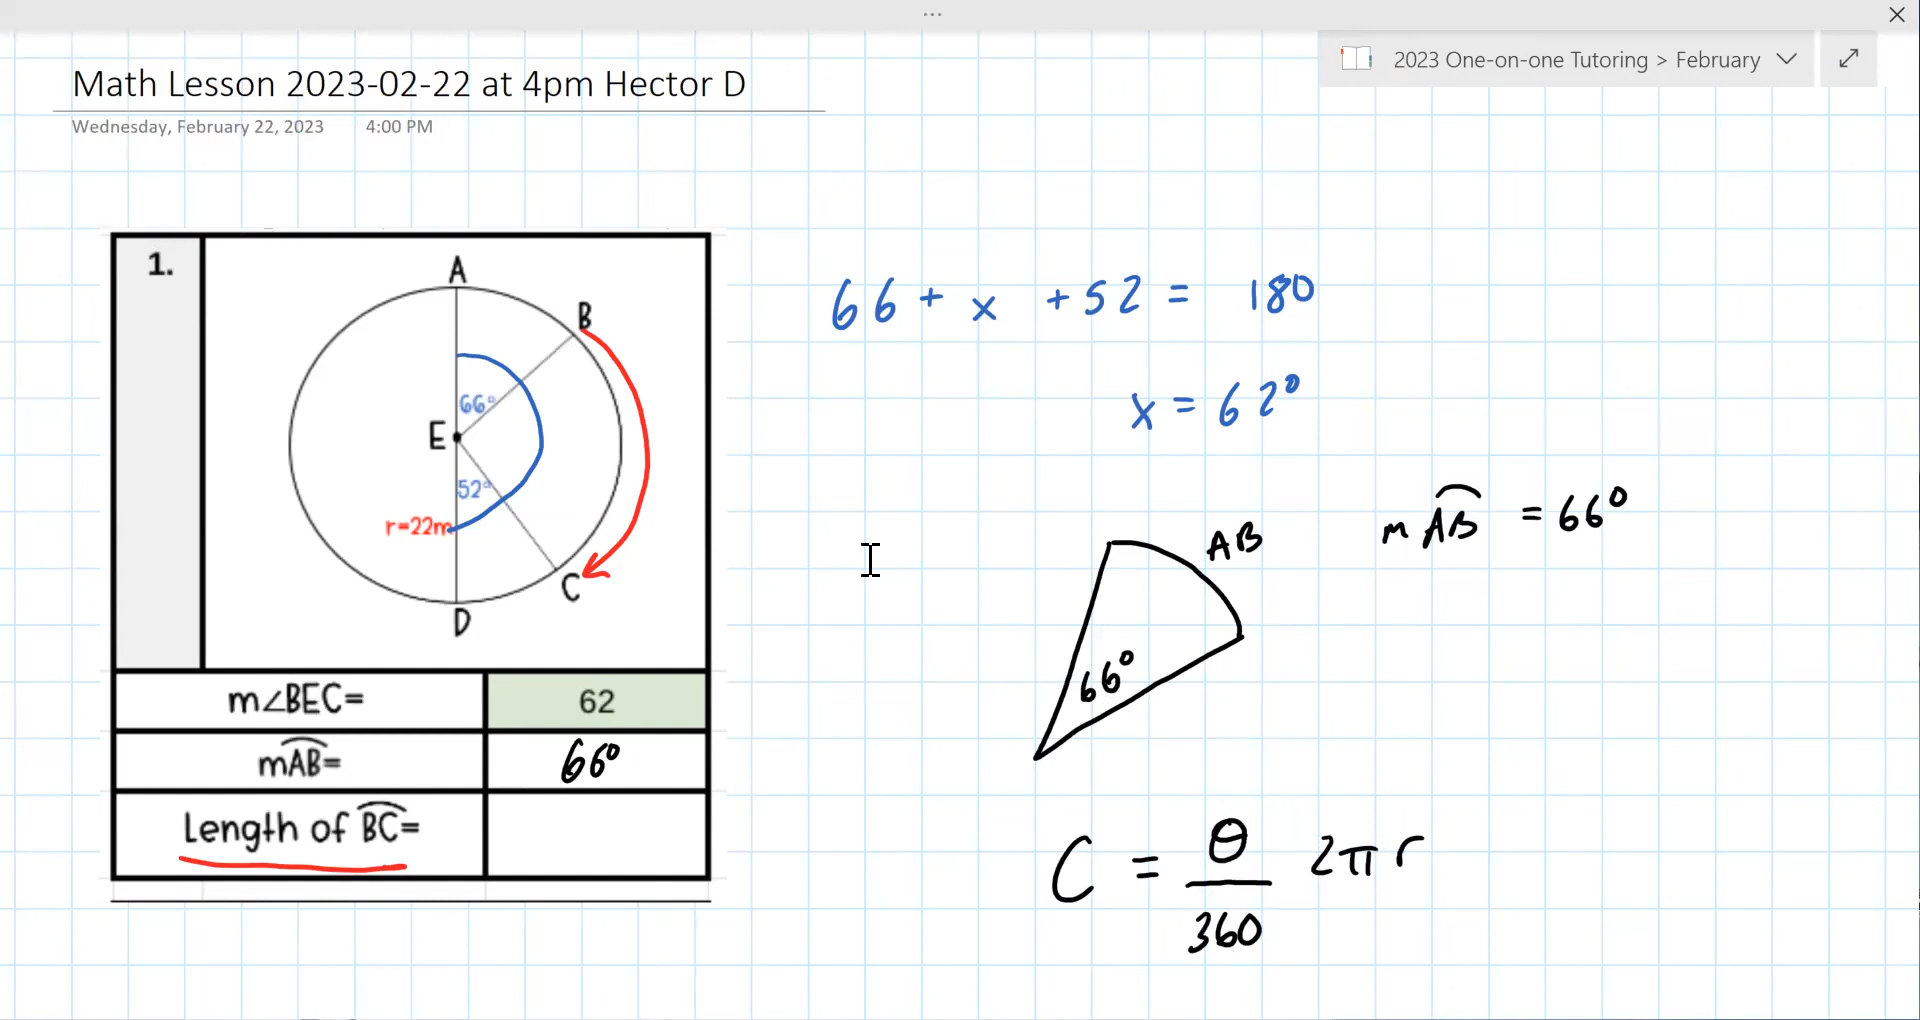 ...
2023 One-on-one Tutoring > February
Math Lesson 2023-02-22 at 4pm Hector D
Wednesday, February 22, 2023 4:00 PM
1.
A
B
66°
E
52°
r=22m
C
D
m∠BEC= 62
mAB= 66°
Length of BC=
66 + x + 52 = 180
x = 62°
AB
66°
mAB = 66°
C = θ/360 2πr